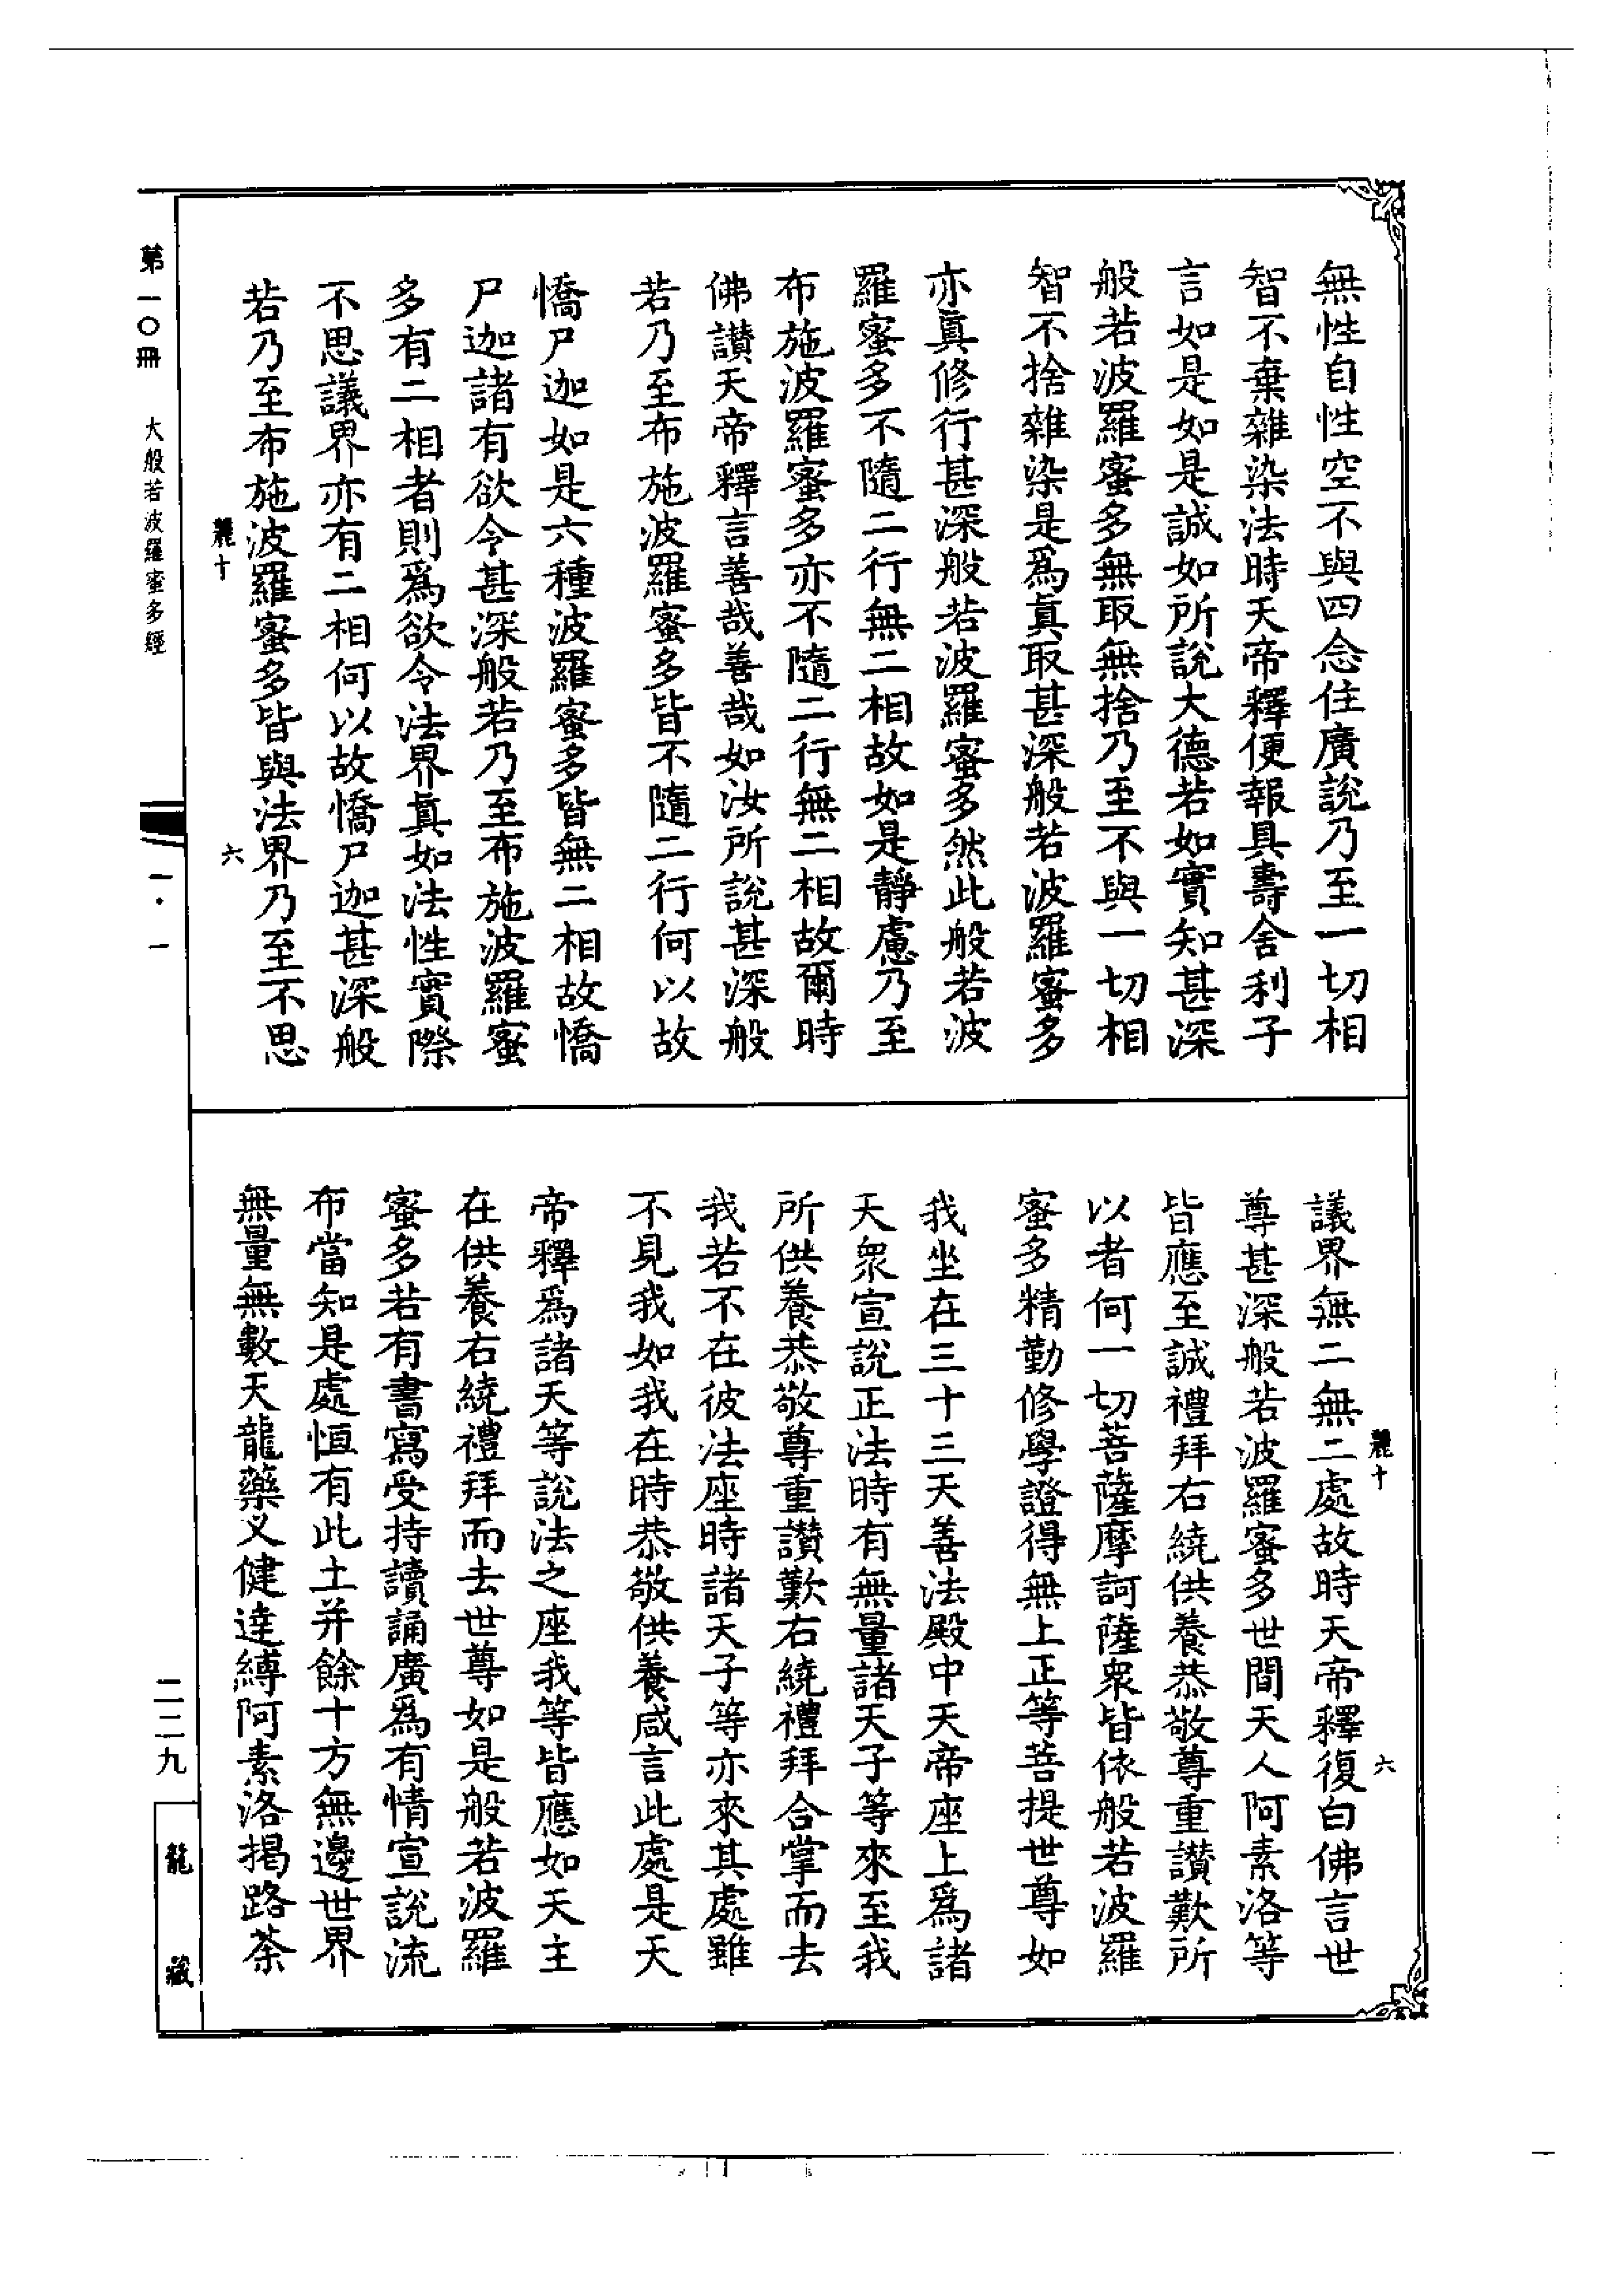 無性自性空不與四念住廣說乃至一切相
智不棄雜染法時天帝釋便報具壽舍利子
言如是如是誠如所說大德若如實知甚深
般若波羅蜜多無取無捨乃至不與一切相
智不捨雜染是爲真取甚深般若波羅蜜多
亦真修行甚深般若波羅蜜多然此般若波
羅蜜多不隨二行無二相故如是靜慮乃至
布施波羅蜜多亦不隨二行無二相故爾時
佛讚天帝釋言善哉善哉如汝所說甚深般
若乃至布施波羅蜜多皆不隨二行何以故
憍尸迦如是六種波羅蜜多皆無二相故憍
尸迦諸有欲令甚深般若乃至布施波羅蜜
多有二相者則爲欲令法界真如法性實際
不思議界亦有二相何以故憍尸迦甚深般
若乃至布施波羅蜜多皆與法界乃至不思
麗十
六
麗十
六
議界無二無二處故時天帝釋復白佛言世
尊甚深般若波羅蜜多世間天人阿素洛等
皆應至誠禮拜右繞供養恭敬尊重讚歎所
以者何一切菩薩摩訶薩衆皆依般若波羅
蜜多精勤修學證得無上正等菩提世尊如
我坐在三十三天善法殿中天帝座上爲諸
天衆宣說正法時有無量諸天子等來至我
所供養恭敬尊重讚歎右繞禮拜合掌而去
我若不在彼法座時諸天子等亦來其處雖
不見我如我在時恭敬供養咸言此處是天
帝釋爲諸天等說法之座我等皆應如天主
在供養右繞禮拜而去世尊如是般若波羅
蜜多若有書寫受持讀誦廣爲有情宣說流
布當知是處恒有此土并餘十方無邊世界
無量無數天龍藥叉健達縛阿素洛揭路荼
第一〇冊
大般若波羅蜜多經
一·一
二二九
龍藏